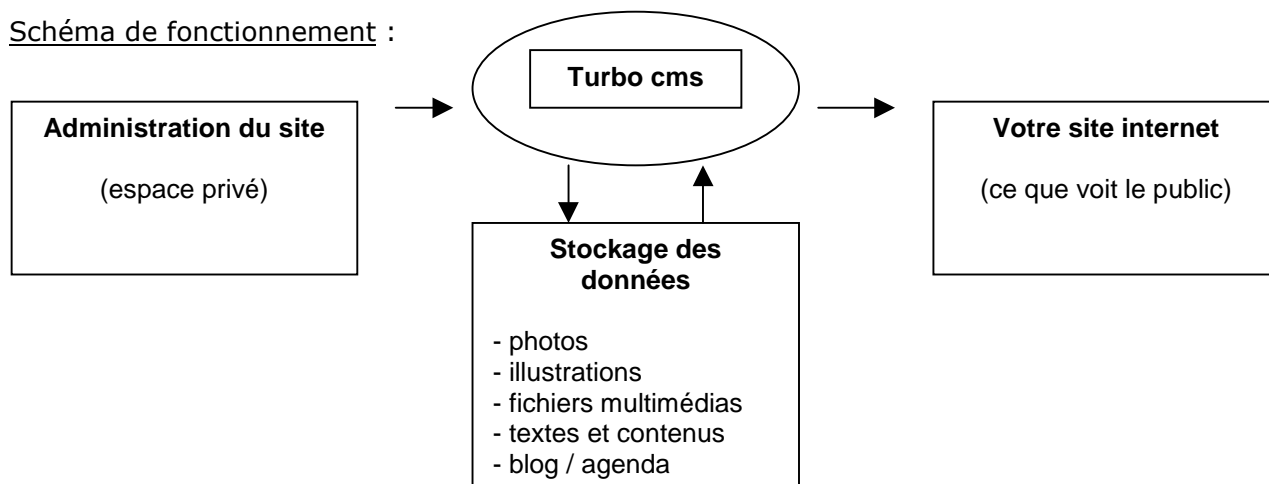 Schéma de fonctionnement :
Turbo cms
Administration du site
(espace privé)
Votre site internet
(ce que voit le public)
Stockage des
données
- photos
- illustrations
- fichiers multimédias
- textes et contenus
- blog / agenda